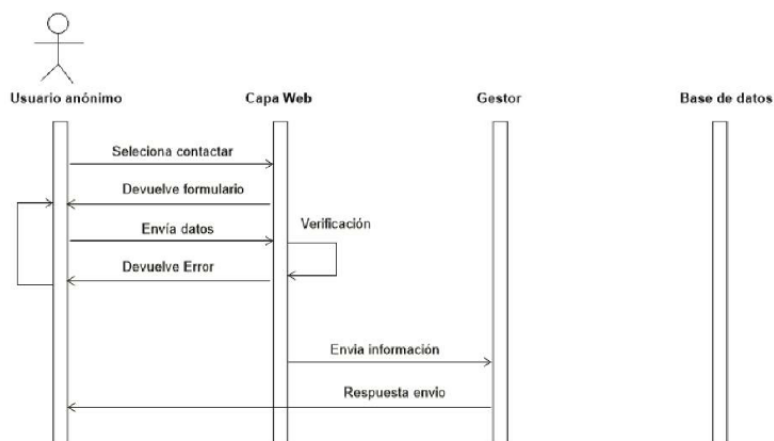 Usuario anónimo
Capa Web
Gestor
Base de datos
Seleciona contactar
Devuelve formulario
Envía datos
Verificación
Devuelve Error
Envia información
Respuesta envio